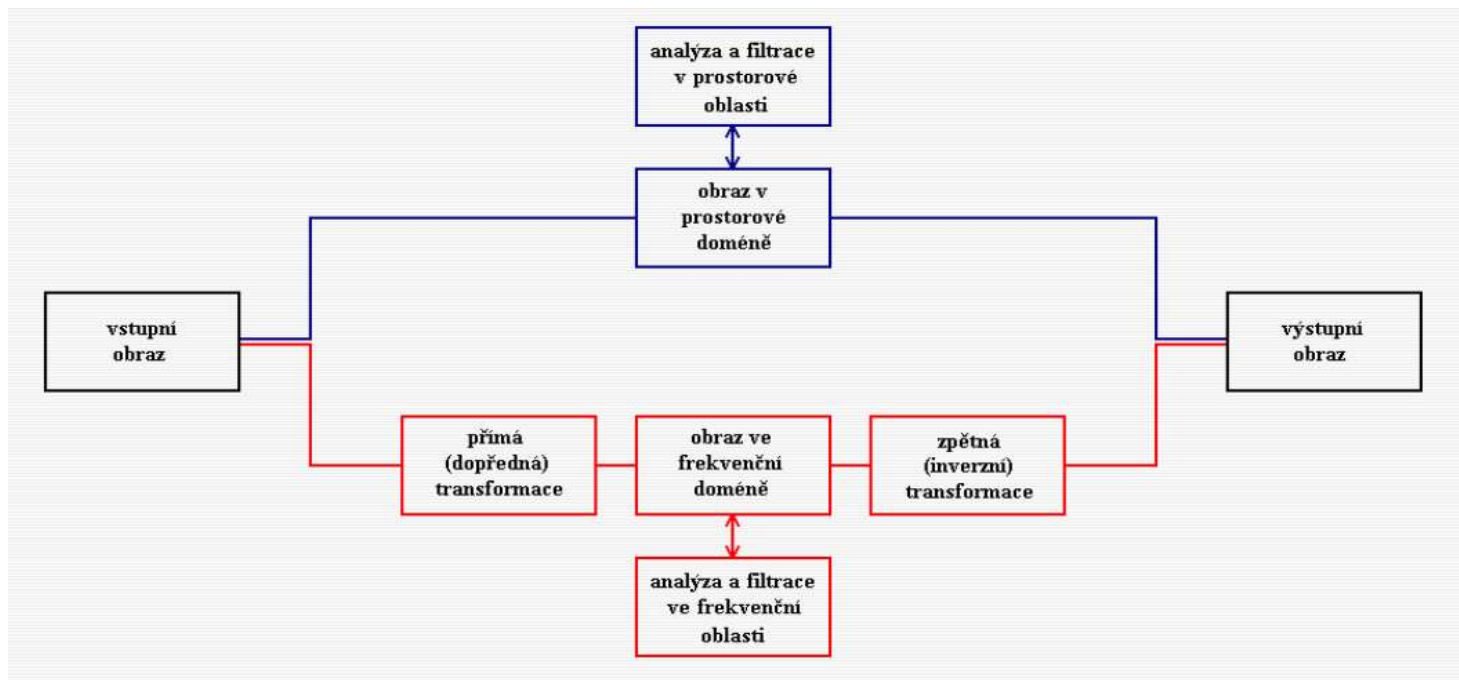 analýza a filtrace
v prostorové
oblasti
obraz v
prostorové
doméně
vstupní
obraz
výstupní
obraz
přímá
(dopředná)
transformace
obraz ve
frekvenční
doméně
zpětná
(inverzní)
transformace
analýza a filtrace
ve frekvenční
oblasti